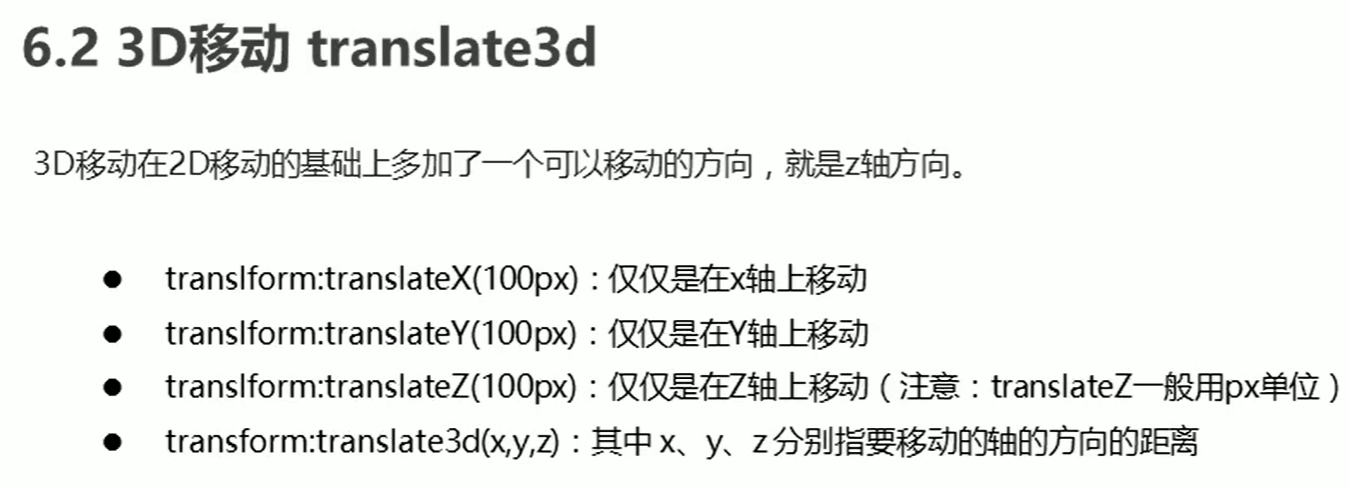 6.2 3D移动 translate3d
3D移动在2D移动的基础上多加了一个可以移动的方向，就是z轴方向。
● translform:translateX(100px)：仅仅是在x轴上移动
● translform:translateY(100px)：仅仅是在Y轴上移动
● translform:translateZ(100px)：仅仅是在Z轴上移动（注意：translateZ一般用px单位）
● transform:translate3d(x,y,z)：其中 x、y、z 分别指要移动的轴的方向的距离